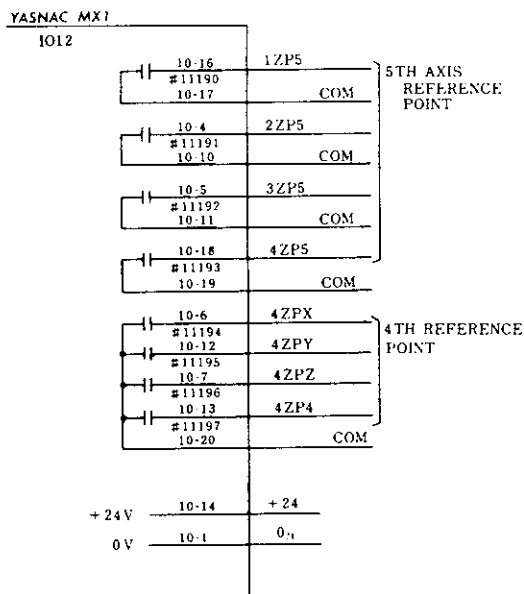 YASNAC MX1
IO12
10-16 1ZP5
#11190
10-17 COM
5TH AXIS
REFERENCE
POINT
10-4 2ZP5
#11191
10-10 COM
10-5 3ZP5
#11192
10-11 COM
10-18 4ZP5
#11193
10-19 COM
10-6 4ZPX
#11194
10-12 4ZPY
#11195
10-7 4ZPZ
#11196
10-13 4ZP4
#11197
10-20 COM
4TH REFERENCE
POINT
+24V 10-14 +24
0V 10-1